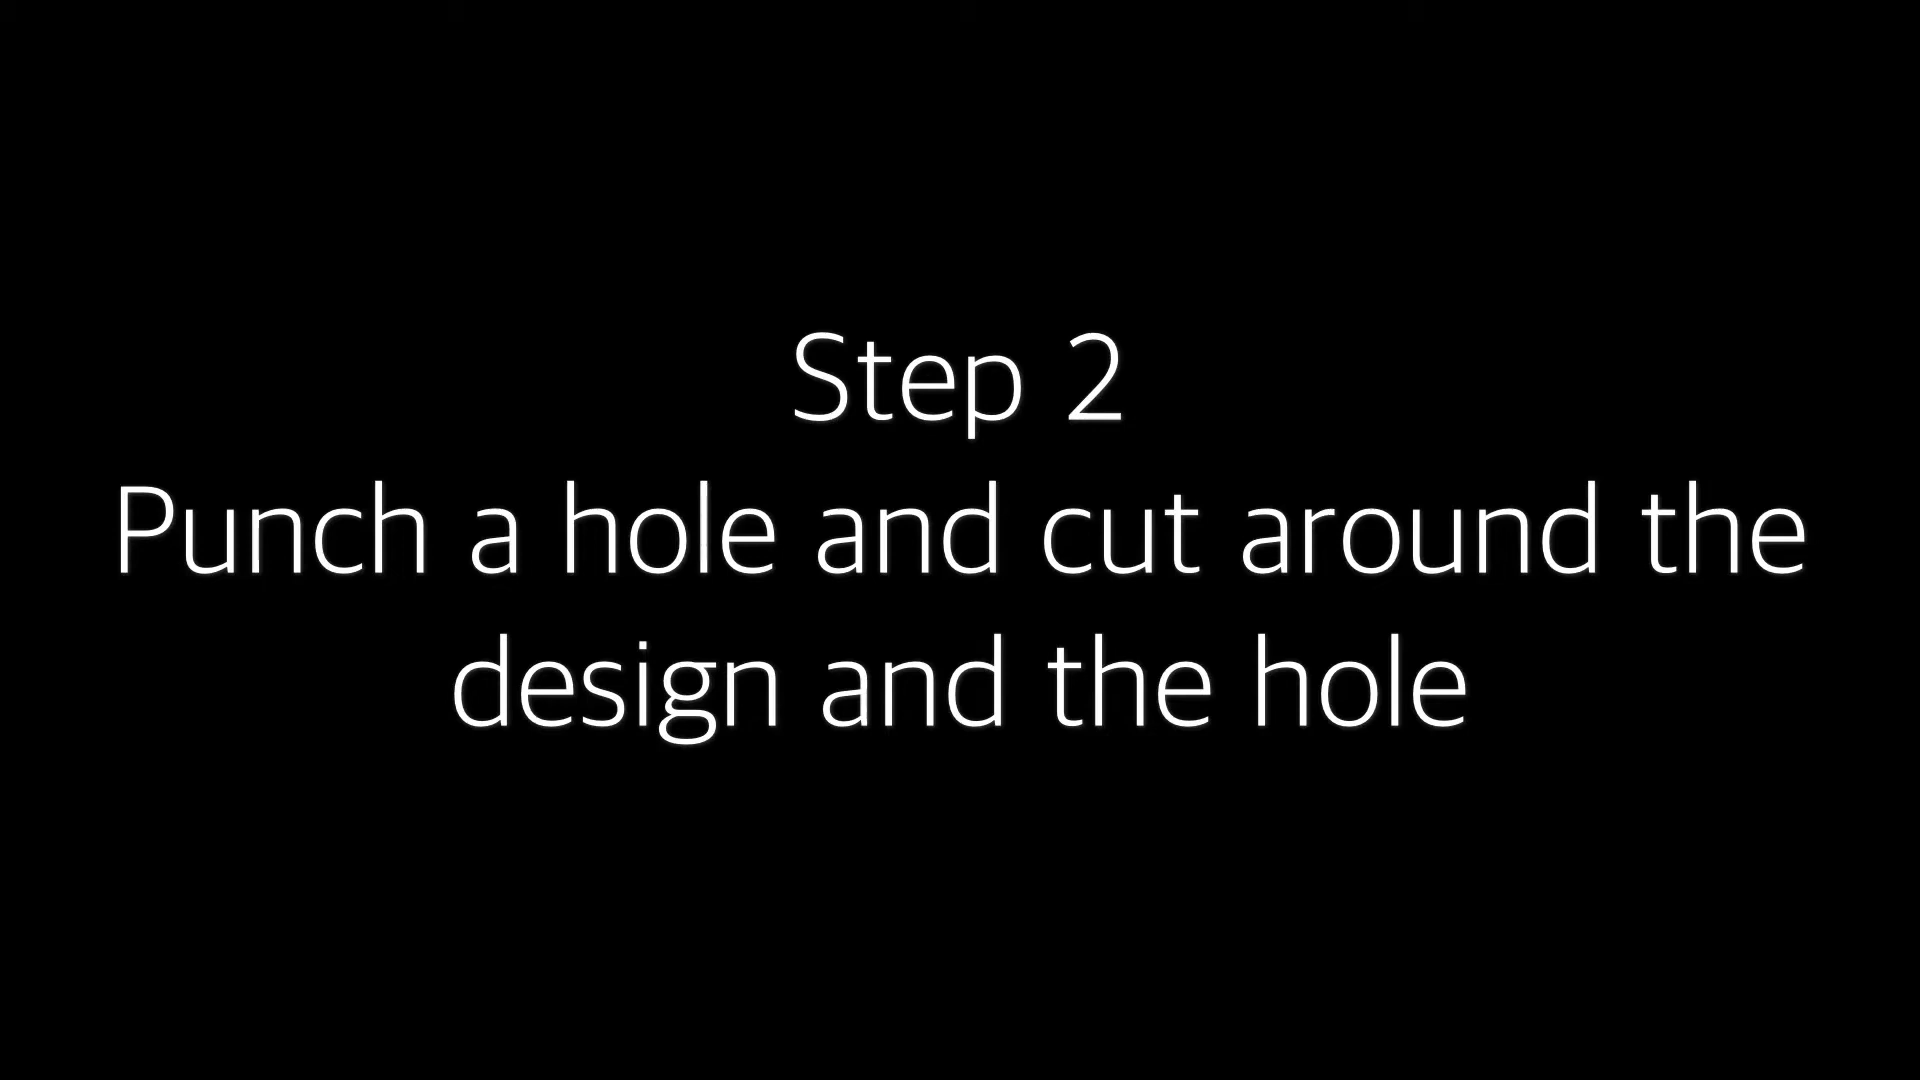 Step 2
Punch a hole and cut around the
design and the hole